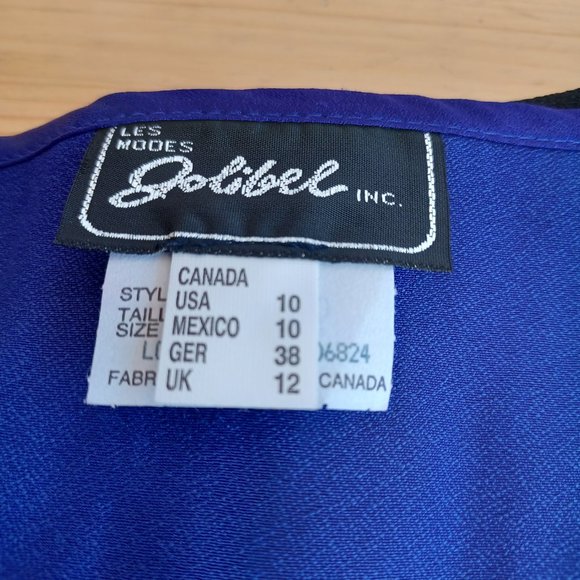 LES
MODES
Jolibel INC.
CANADA
USA 10
MEXICO 10
GER 38
UK 12
STYL
TAILL
SIZE
L 06824
FABR CANADA